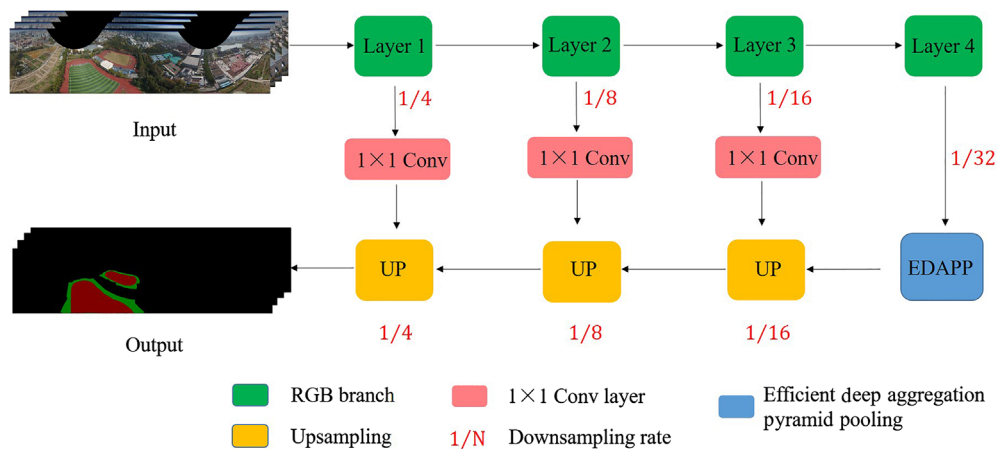 Layer 1
Layer 2
Layer 3
Layer 4
1/4
1/8
1/16
Input
1×1 Conv
1×1 Conv
1×1 Conv
1/32
UP
UP
UP
EDAPP
Output
1/4
1/8
1/16
RGB branch
1×1 Conv layer
Efficient deep aggregation
pyramid pooling
Upsampling
1/N Downsampling rate